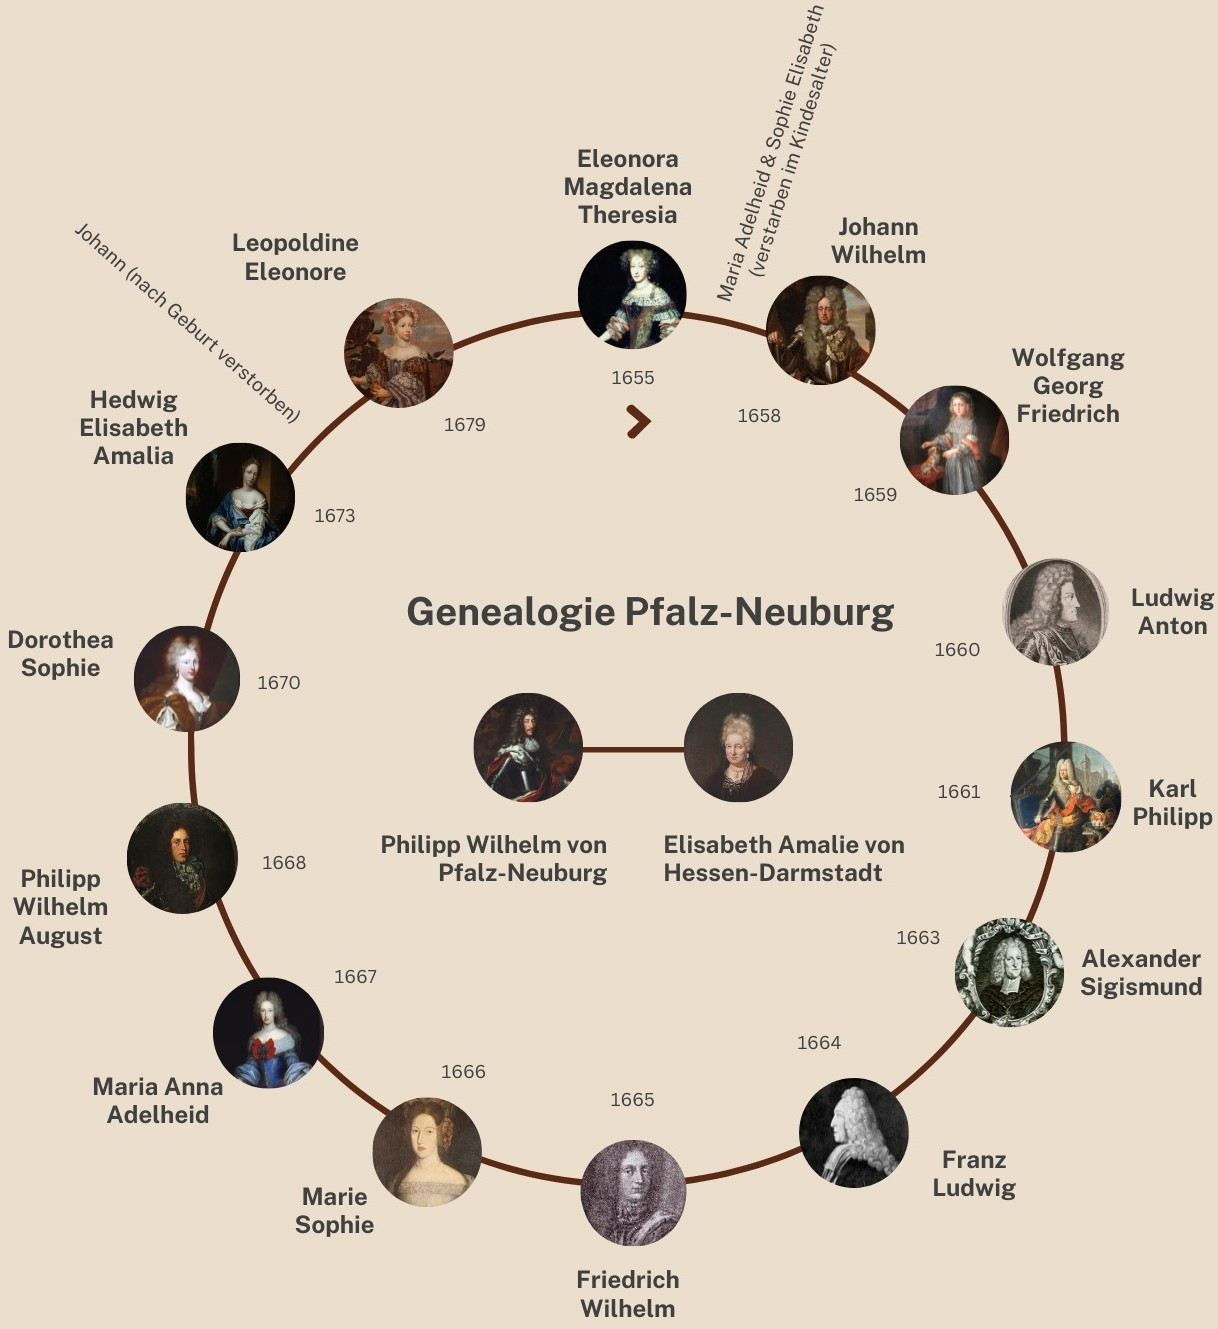 Genealogie Pfalz-Neuburg
Philipp Wilhelm von
Pfalz-Neuburg
Elisabeth Amalie von
Hessen-Darmstadt
Eleonora
Magdalena
Theresia
1655
Maria Adelheid & Sophie Elisabeth
(verstarben im Kindesalter)
Johann
Wilhelm
1658
Wolfgang
Georg
Friedrich
1659
Ludwig
Anton
1660
Karl
Philipp
1661
Alexander
Sigismund
1663
Franz
Ludwig
1664
Friedrich
Wilhelm
1665
Marie
Sophie
1666
Maria Anna
Adelheid
1667
Philipp
Wilhelm
August
1668
Dorothea
Sophie
1670
Hedwig
Elisabeth
Amalia
1673
Johann (nach Geburt verstorben)
Leopoldine
Eleonore
1679